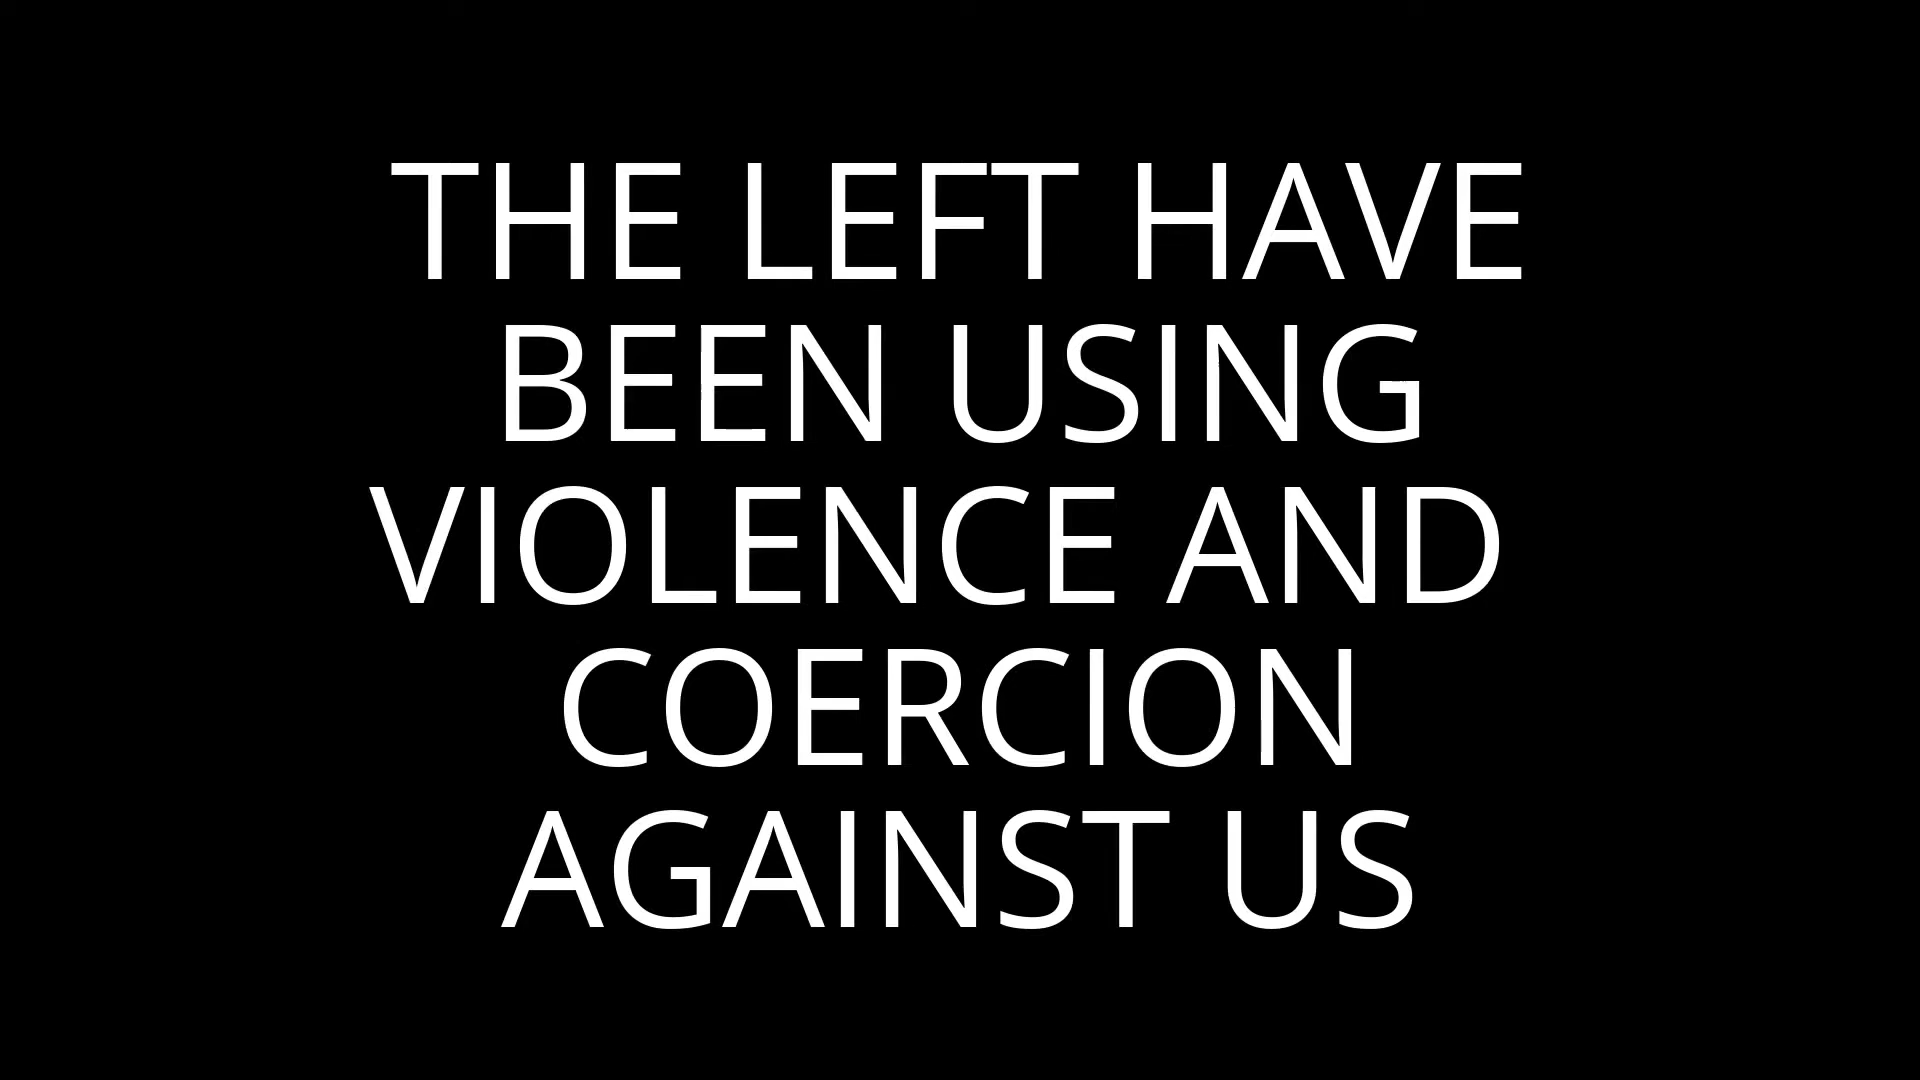 THE LEFT HAVE
BEEN USING
VIOLENCE AND
COERCION
AGAINST US